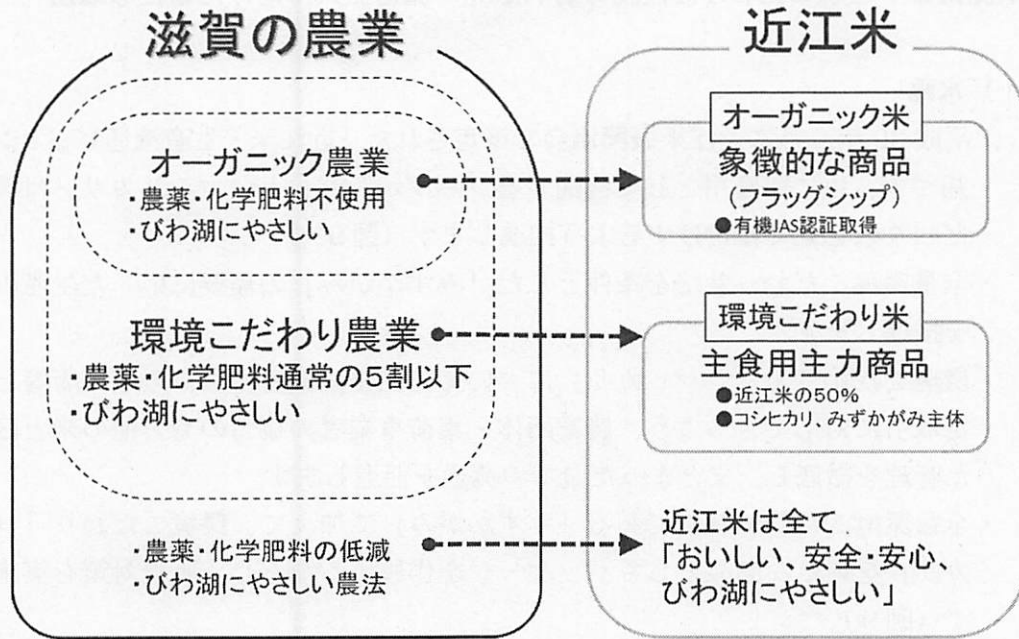 滋賀の農業
オーガニック農業
・農薬・化学肥料不使用
・びわ湖にやさしい
環境こだわり農業
・農薬・化学肥料通常の5割以下
・びわ湖にやさしい
・農薬・化学肥料の低減
・びわ湖にやさしい農法
近江米
オーガニック米
象徴的な商品
(フラッグシップ)
●有機JAS認証取得
環境こだわり米
主食用主力商品
●近江米の50%
●コシヒカリ、みずかがみ主体
近江米は全て
「おいしい、安全・安心、
びわ湖にやさしい」